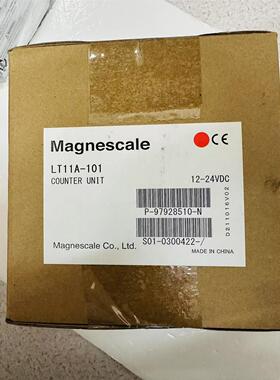 Magnescale
CE
LT11A-101
COUNTER UNIT
12-24VDC
P-97928510-N
Magnescale Co., Ltd.
S01-0300422-/
MADE IN CHINA
D211016V02